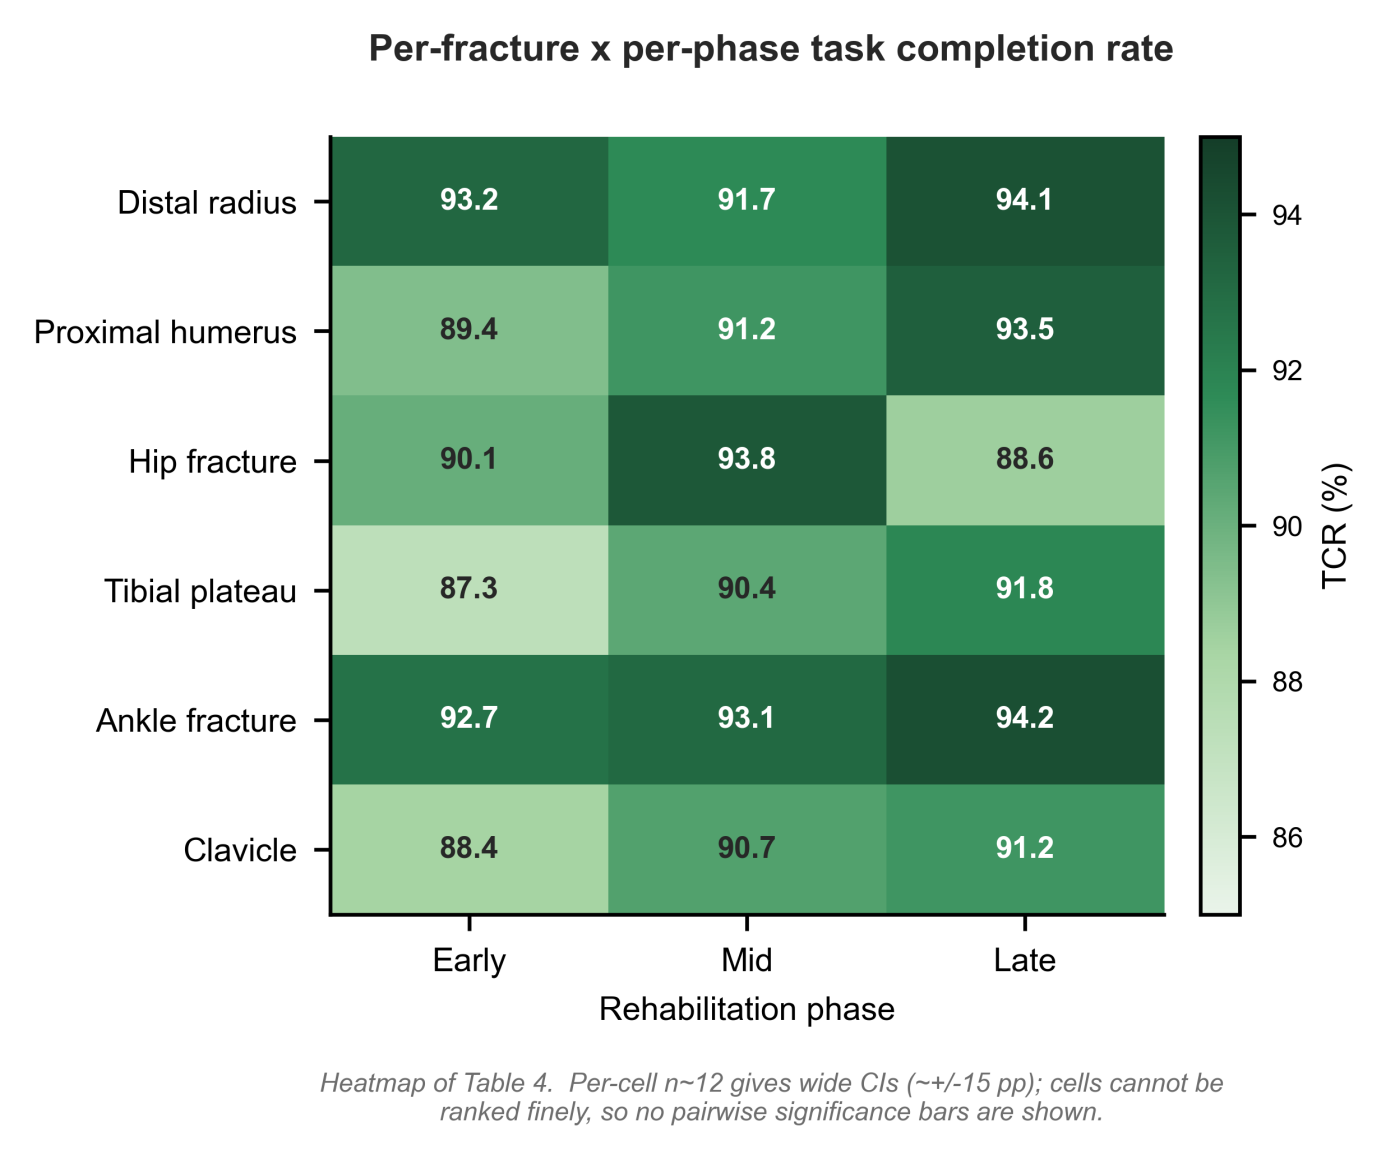 Per-fracture x per-phase task completion rate
Distal radius 93.2 91.7 94.1
Proximal humerus 89.4 91.2 93.5
Hip fracture 90.1 93.8 88.6
Tibial plateau 87.3 90.4 91.8
Ankle fracture 92.7 93.1 94.2
Clavicle 88.4 90.7 91.2
Early Mid Late
Rehabilitation phase
94
92
90
88
86
TCR (%)
Heatmap of Table 4.  Per-cell n~12 gives wide CIs (~+/-15 pp); cells cannot be
ranked finely, so no pairwise significance bars are shown.